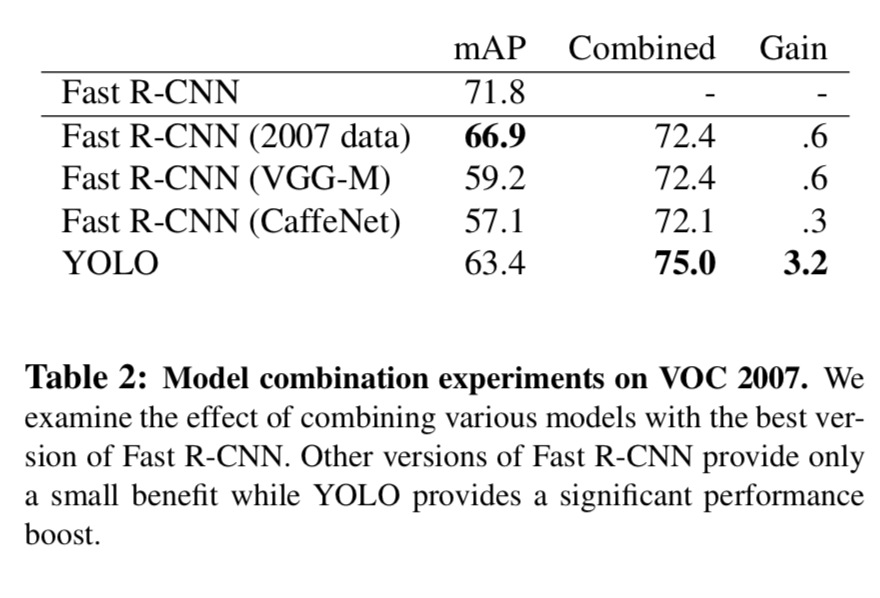 mAP Combined Gain
Fast R-CNN 71.8 - -
Fast R-CNN (2007 data) 66.9 72.4 .6
Fast R-CNN (VGG-M) 59.2 72.4 .6
Fast R-CNN (CaffeNet) 57.1 72.1 .3
YOLO 63.4 75.0 3.2
Table 2: Model combination experiments on VOC 2007. We
examine the effect of combining various models with the best ver-
sion of Fast R-CNN. Other versions of Fast R-CNN provide only
a small benefit while YOLO provides a significant performance
boost.